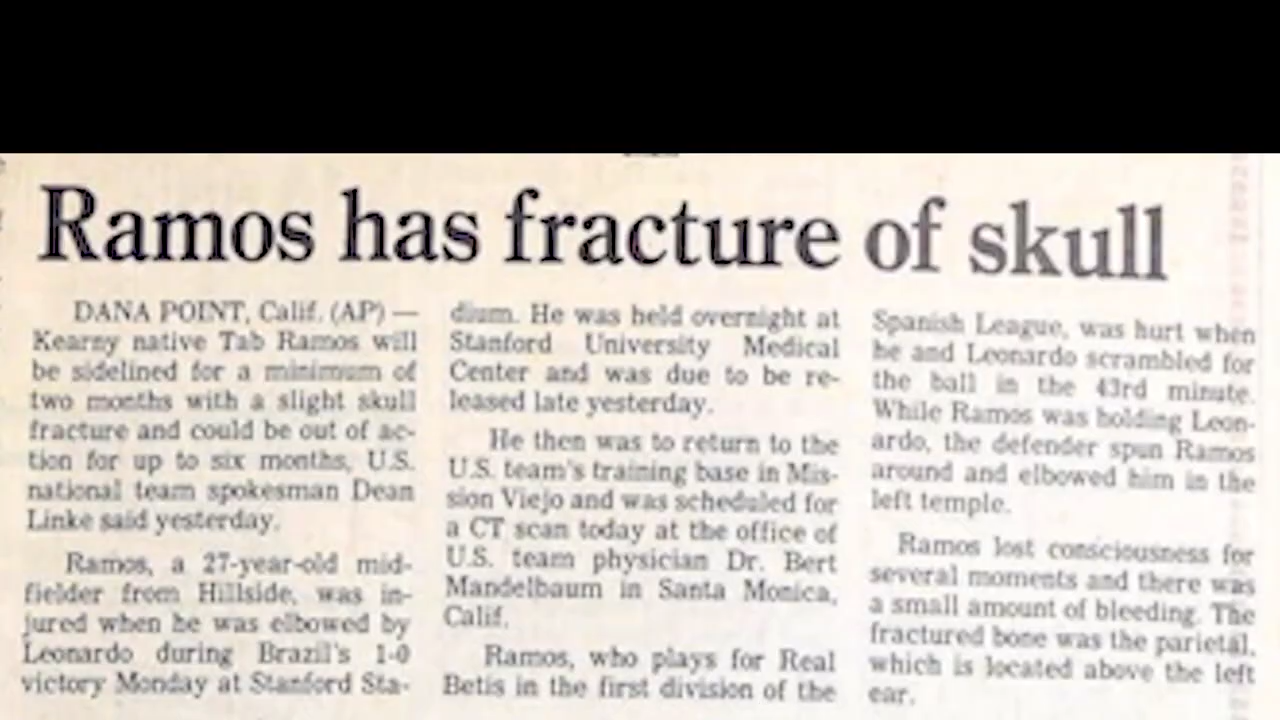 Ramos has fracture of skull
DANA POINT, Calif. (AP) —
Kearny native Tab Ramos will
be sidelined for a minimum of
two months with a slight skull
fracture and could be out of ac-
tion for up to six months, U.S.
national team spokesman Dean
Linke said yesterday.
Ramos, a 27-year-old mid-
fielder from Hillside, was in-
jured when he was elbowed by
Leonardo during Brazil's 1-0
victory Monday at Stanford Sta-
dium. He was held overnight at
Stanford University Medical
Center and was due to be re-
leased late yesterday.
He then was to return to the
U.S. team's training base in Mis-
sion Viejo and was scheduled for
a CT scan today at the office of
U.S. team physician Dr. Bert
Mandelbaum in Santa Monica,
Calif.
Ramos, who plays for Real
Betis in the first division of the
Spanish League, was hurt when
he and Leonardo scrambled for
the ball in the 43rd minute.
While Ramos was holding Leon-
ardo, the defender spun Ramos
around and elbowed him in the
left temple.
Ramos lost consciousness for
several moments and there was
a small amount of bleeding. The
fractured bone was the parietal,
which is located above the left
ear.